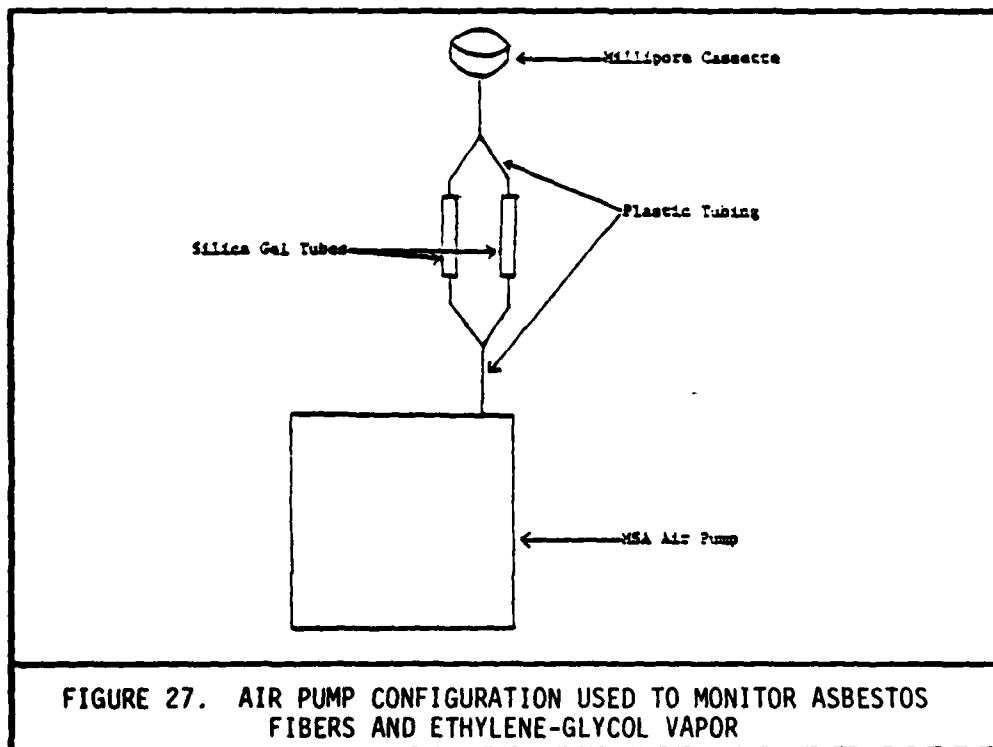 Millipore Cassette
Plastic Tubing
Silica Gel Tubes
MSA Air Pump
FIGURE 27. AIR PUMP CONFIGURATION USED TO MONITOR ASBESTOS
FIBERS AND ETHYLENE-GLYCOL VAPOR